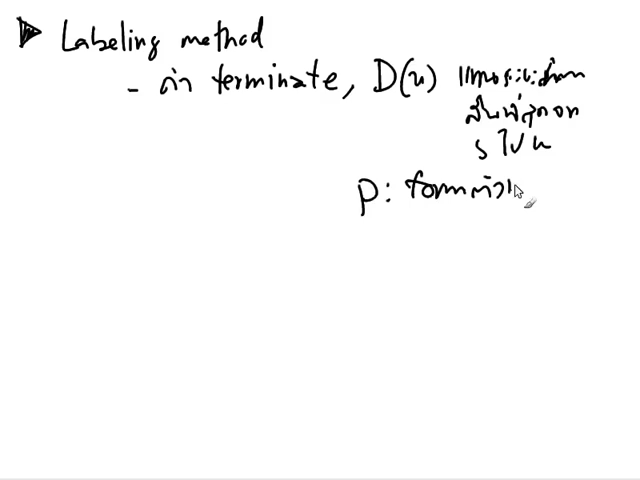 Labeling method
- ถ้า terminate, D(u) แทนระยะทาง
สั้นที่สุดจาก
s ไป u
p: